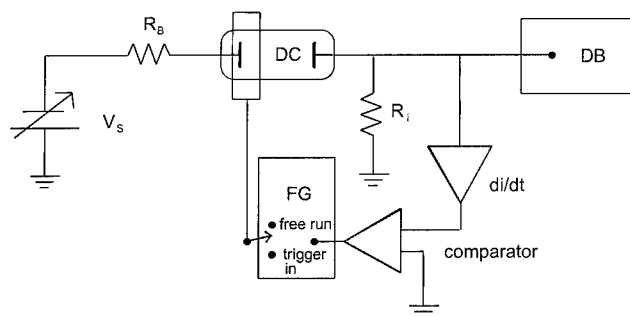 R_B
DC
DB
V_S
R_i
di/dt
FG
free run
trigger
in
comparator